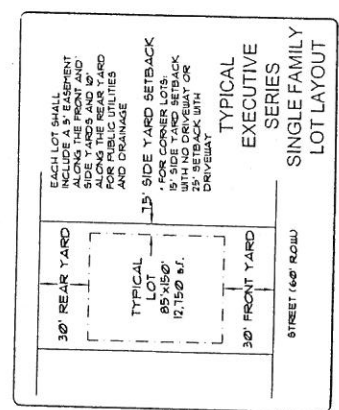 EACH LOT SHALL
INCLUDE A 5' EASEMENT
ALONG THE FRONT AND
SIDE YARDS AND 10'
ALONG THE REAR YARD
FOR PUBLIC UTILITIES
AND DRAINAGE
30' REAR YARD
15' SIDE YARD SETBACK
* FOR CORNER LOTS:
15' SIDE YARD SETBACK
WITH NO DRIVEWAY OR
25' SETBACK WITH
DRIVEWAY
TYPICAL
LOT
85'x150'
12,750 s.f.
30' FRONT YARD
STREET (60' ROW)
TYPICAL
EXECUTIVE
SERIES
SINGLE FAMILY
LOT LAYOUT